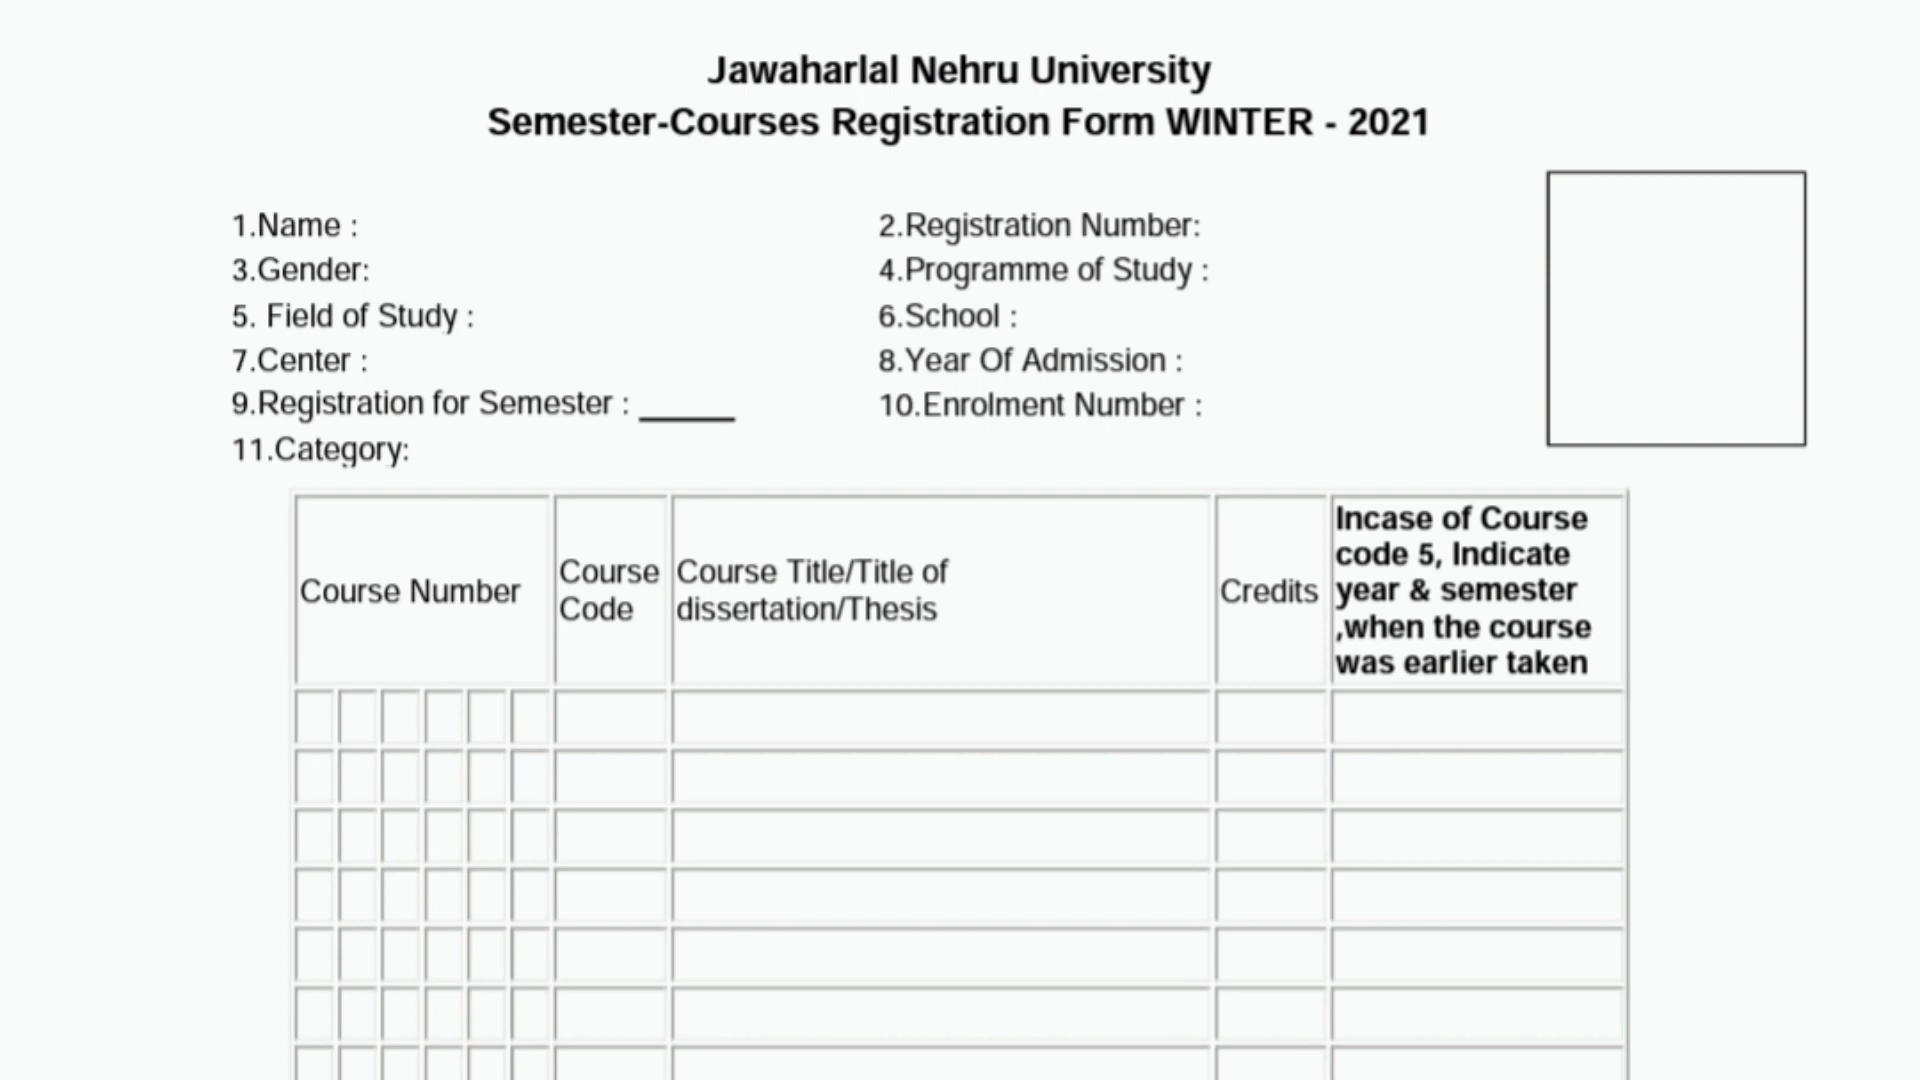 Jawaharlal Nehru University
Semester-Courses Registration Form WINTER - 2021
1.Name :
2.Registration Number:
3.Gender:
4.Programme of Study :
5. Field of Study :
6.School :
7.Center :
8.Year Of Admission :
9.Registration for Semester : _____
10.Enrolment Number :
11.Category:
Course Number
Course
Code
Course Title/Title of
dissertation/Thesis
Credits
Incase of Course
code 5, Indicate
year & semester
,when the course
was earlier taken